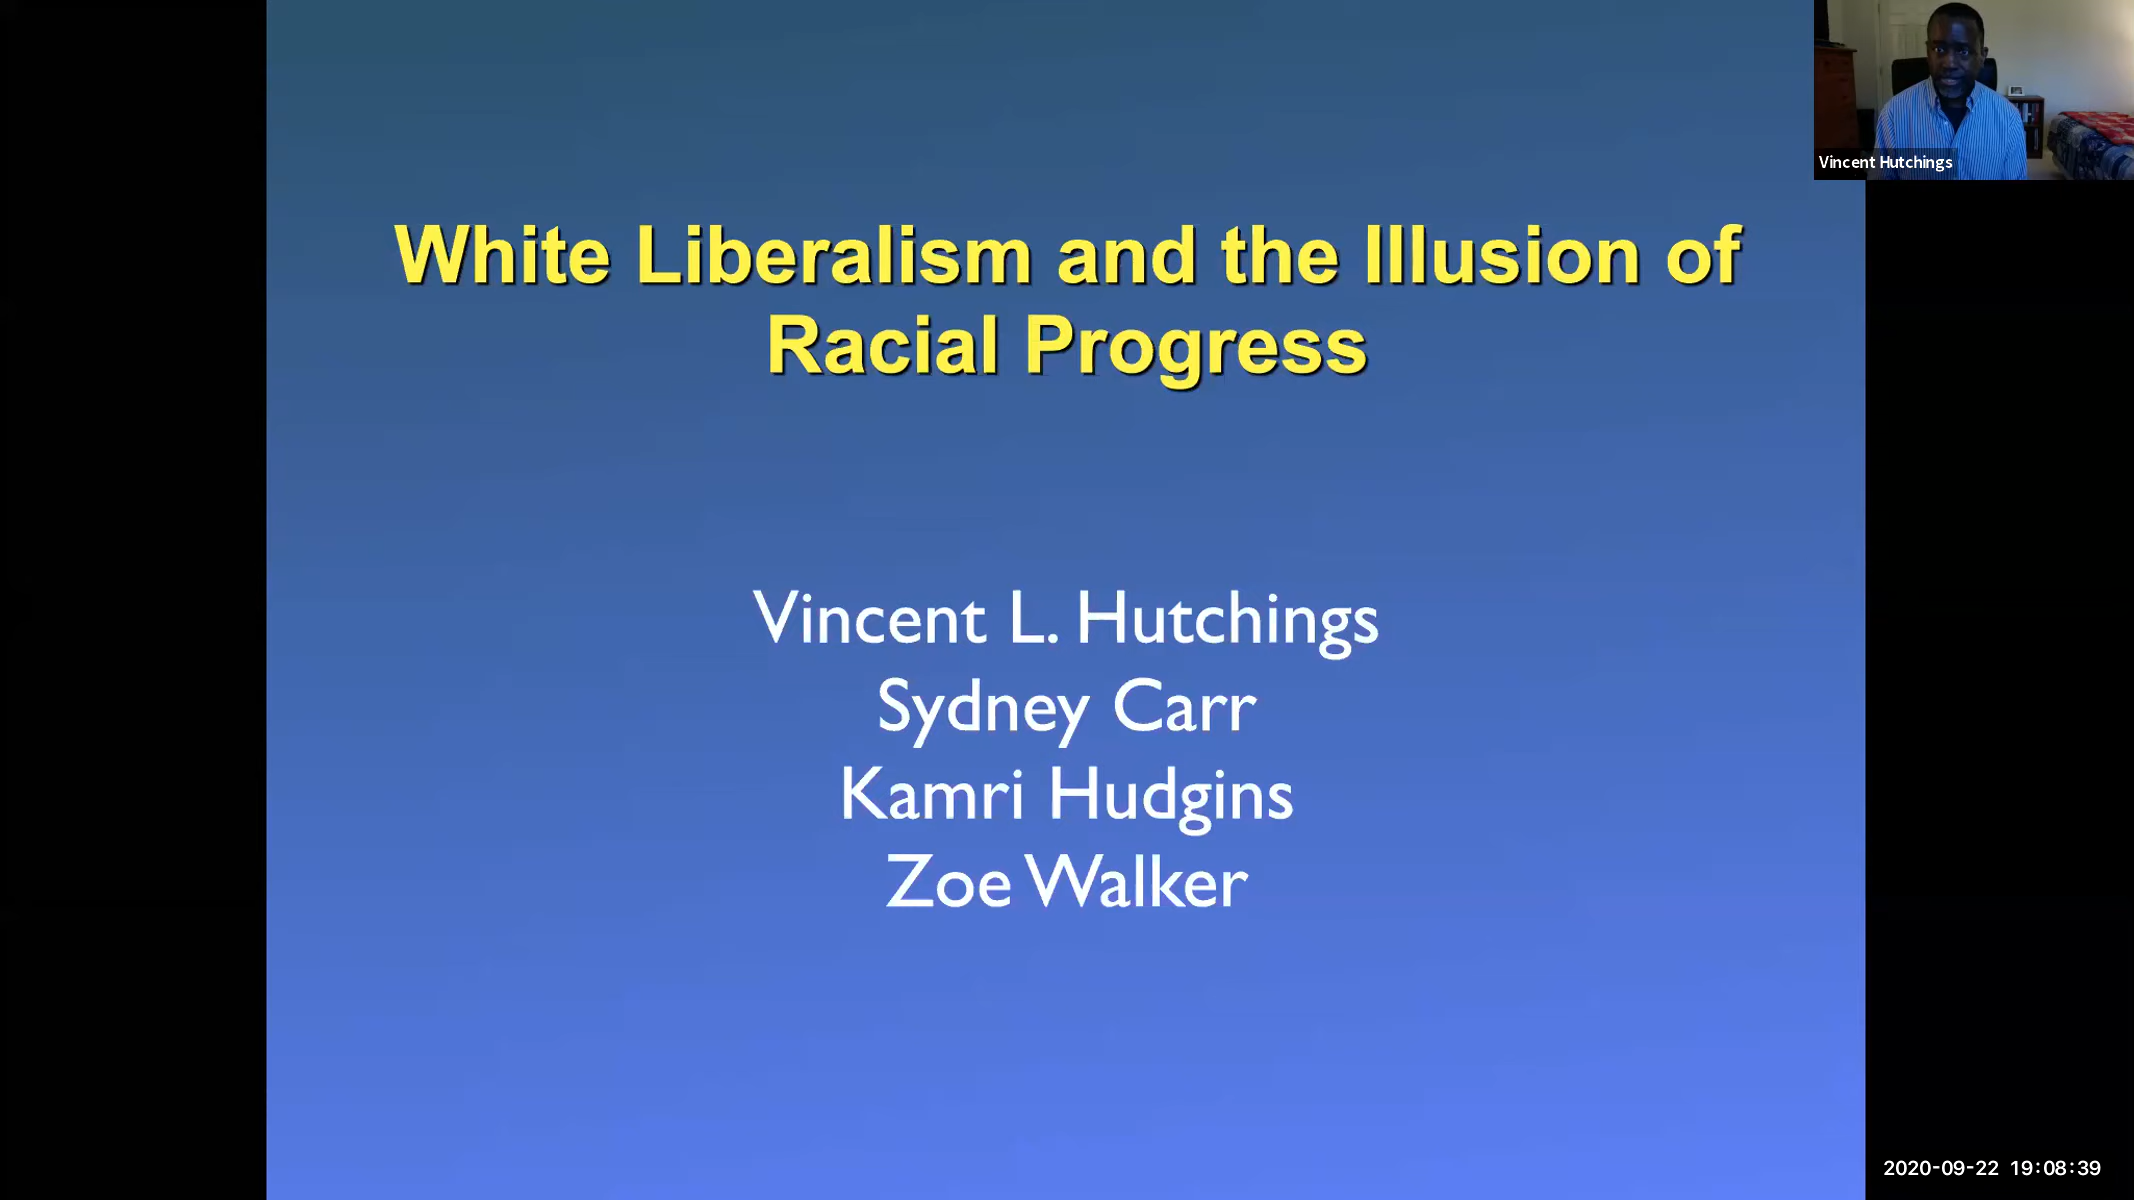 White Liberalism and the Illusion of
Racial Progress
Vincent L. Hutchings
Sydney Carr
Kamri Hudgins
Zoe Walker
Vincent Hutchings
2020-09-22 19:08:39